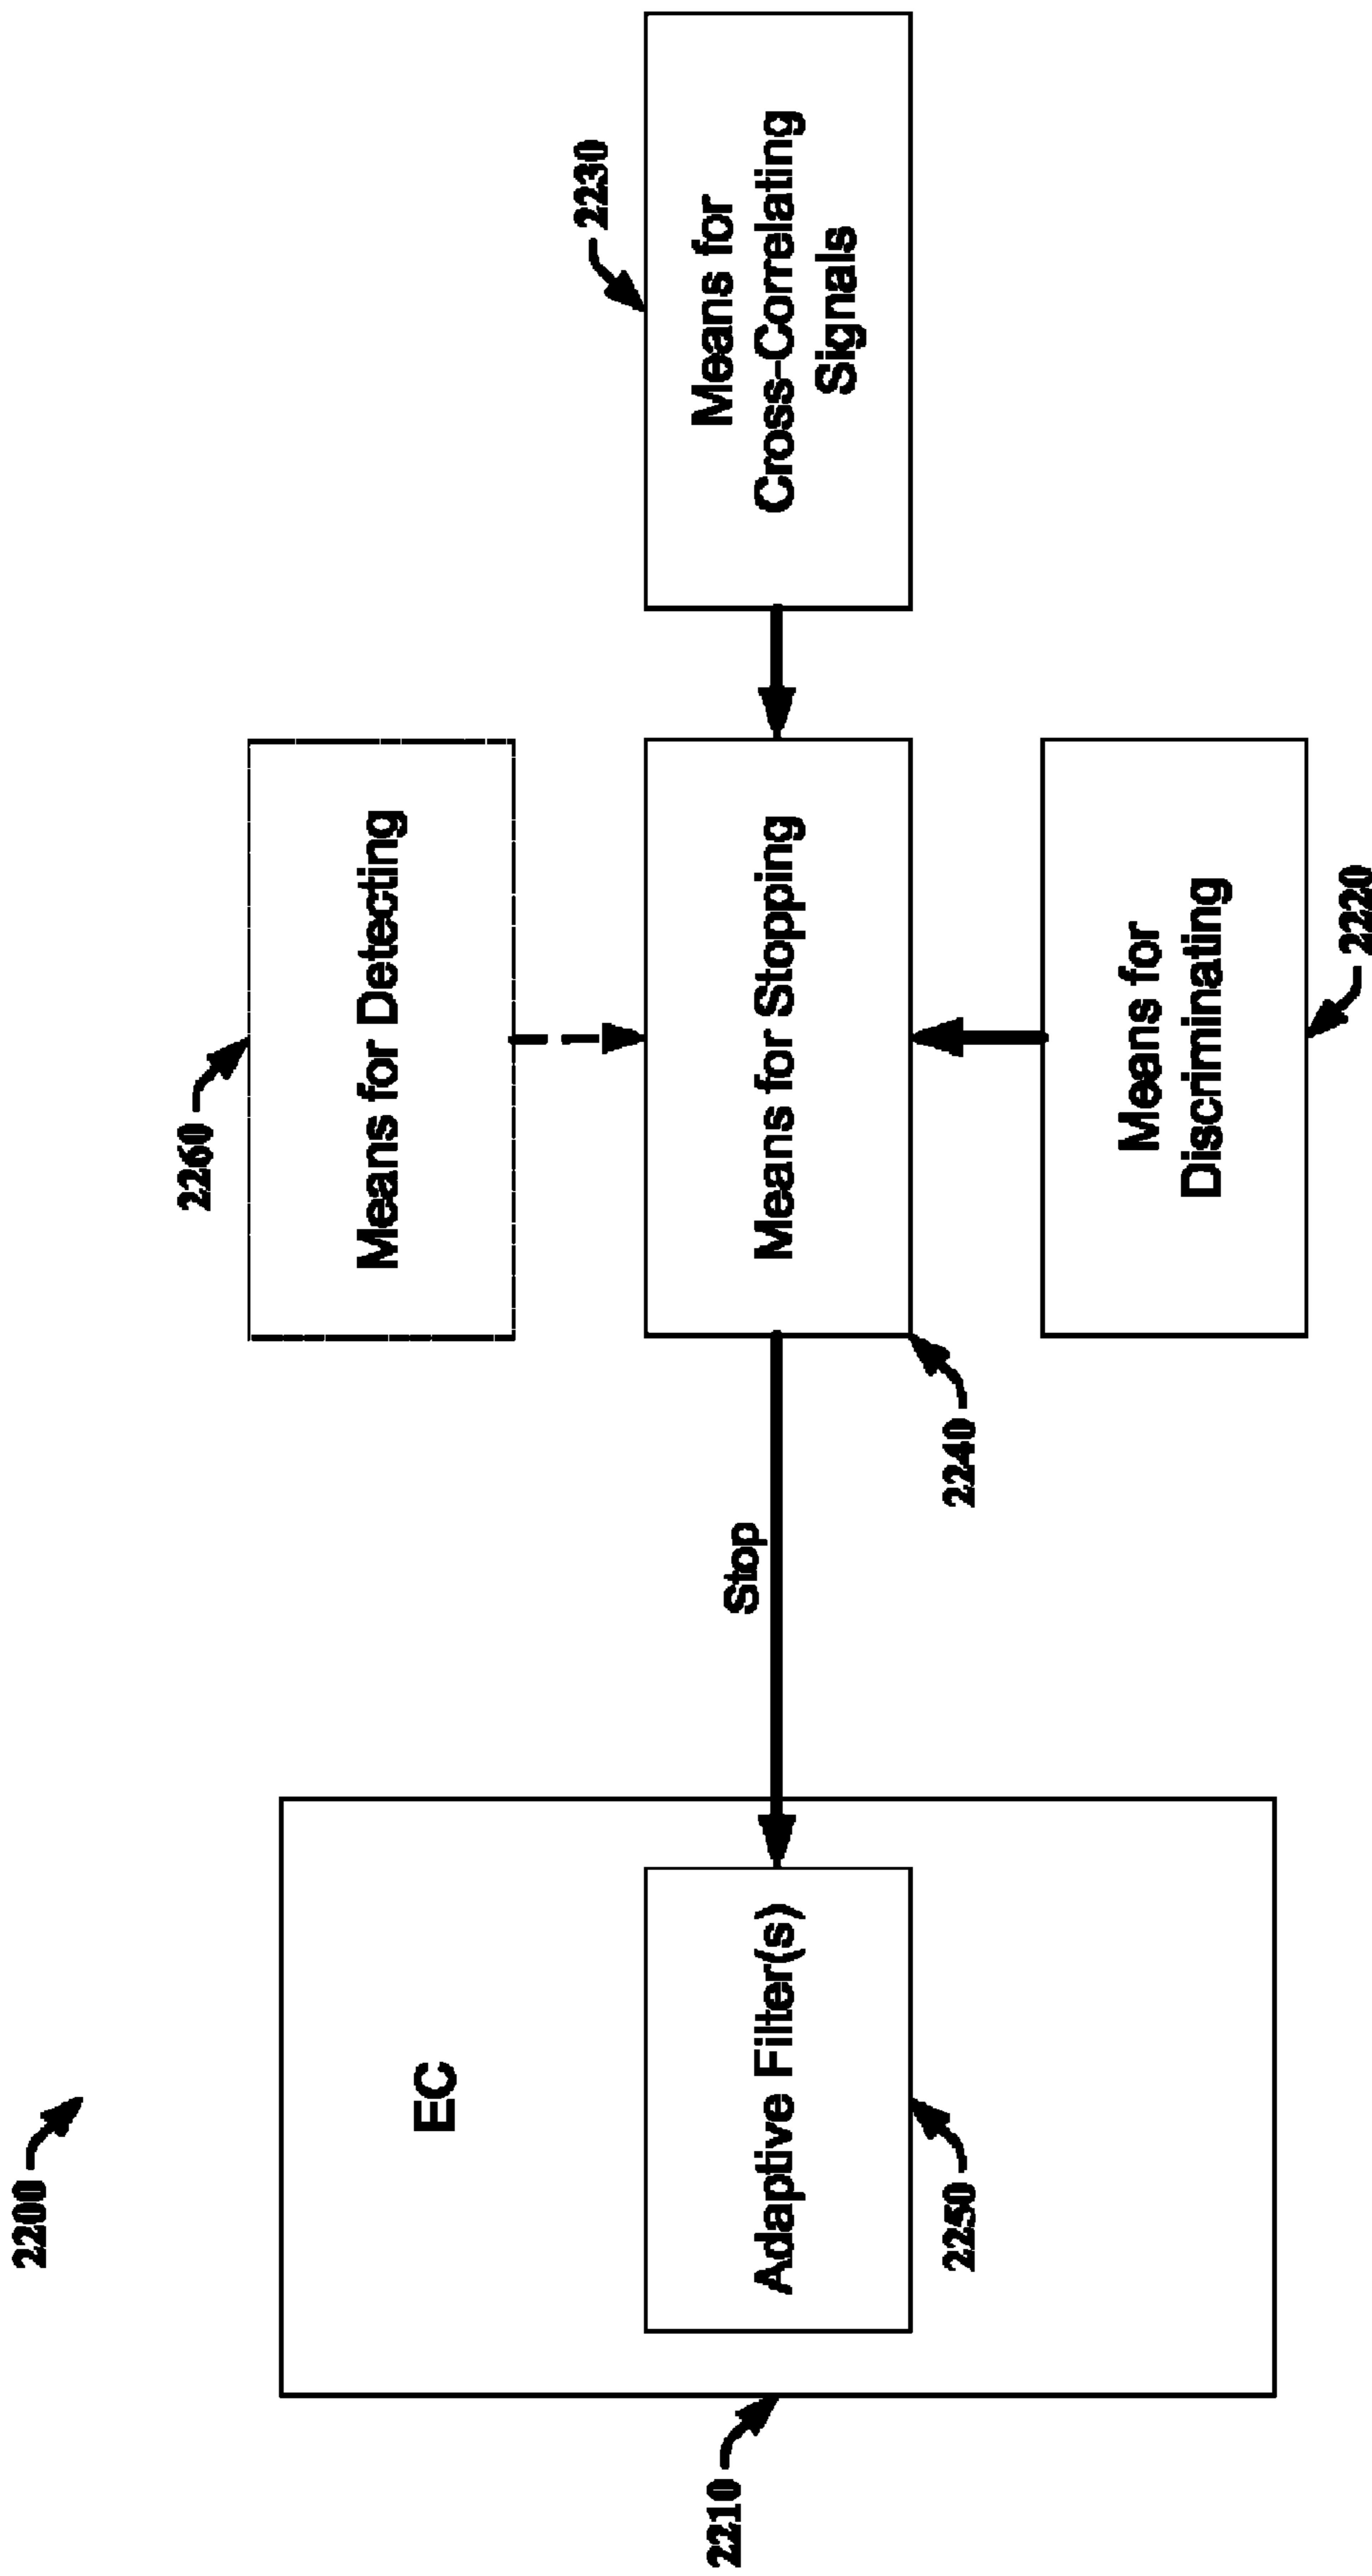 2200
2210
EC
Adaptive Filter(s)
2250
Stop
2260
Means for Detecting
Means for Stopping
2240
Means for
Discriminating
2220
2230
Means for
Cross-Correlating
Signals